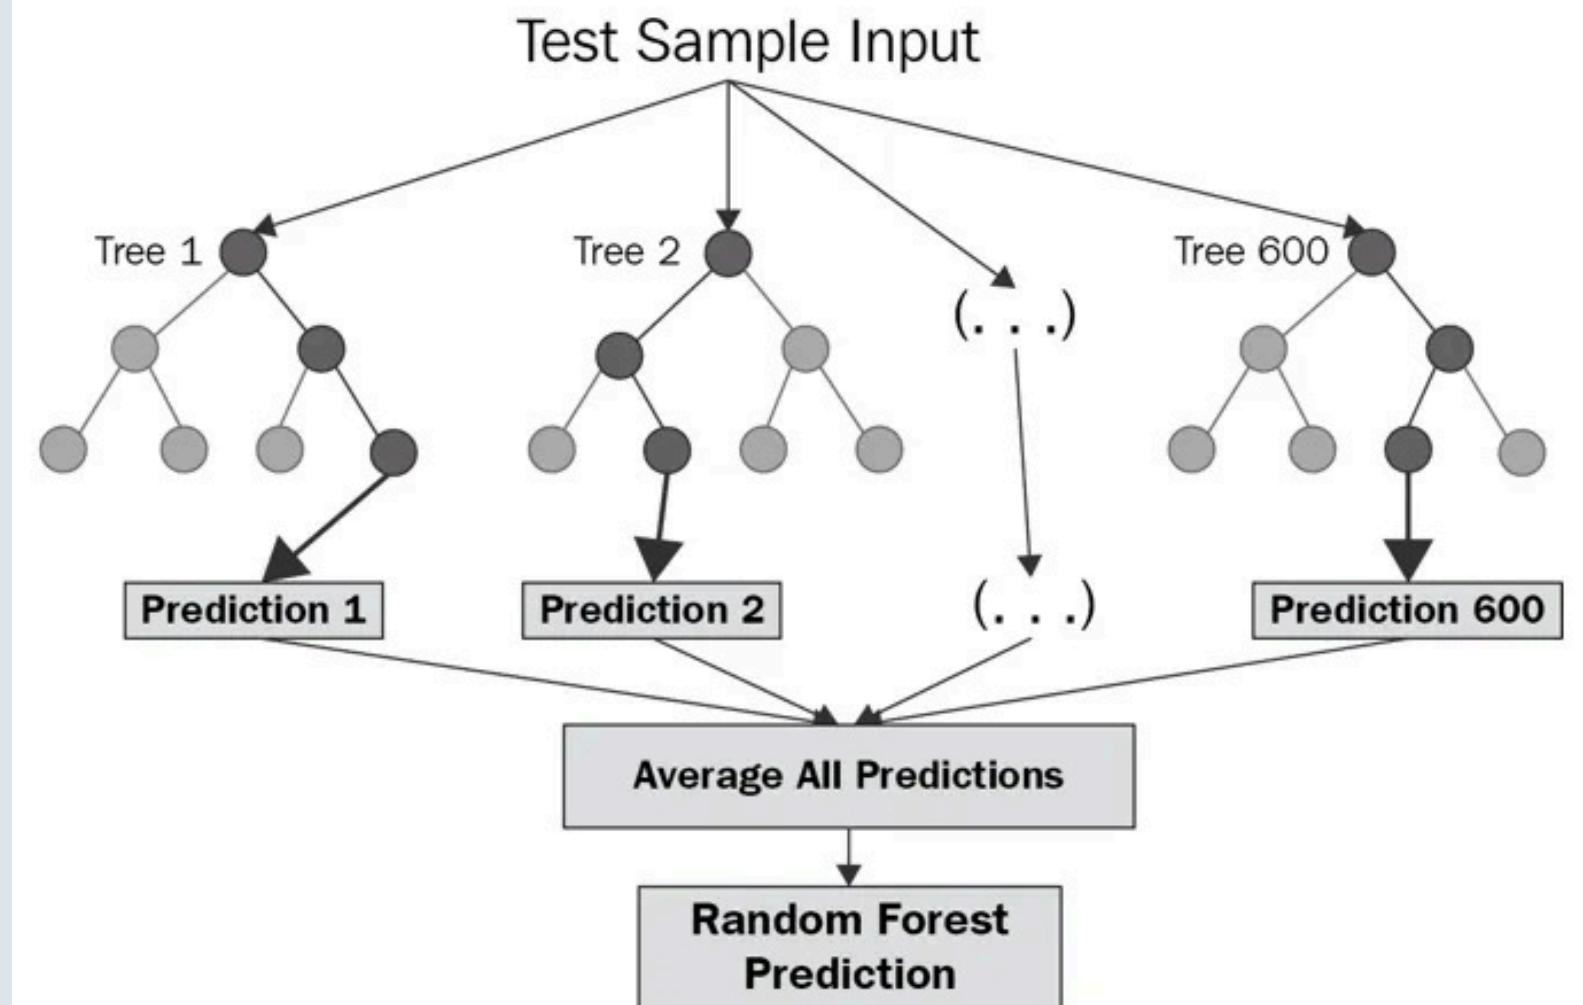 Test Sample Input
Tree 1
Tree 2
(. . .)
Tree 600
Prediction 1
Prediction 2
(. . .)
Prediction 600
Average All Predictions
Random Forest
Prediction